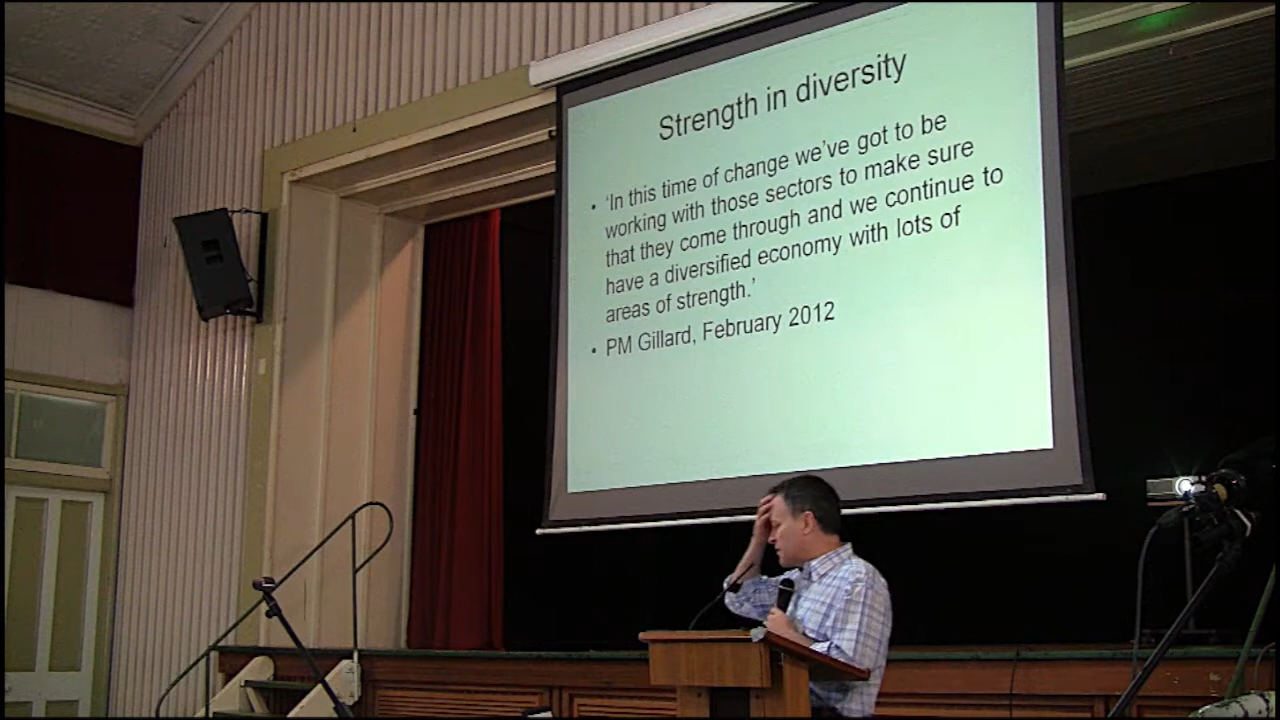 Strength in diversity
• 'In this time of change we've got to be
working with those sectors to make sure
that they come through and we continue to
have a diversified economy with lots of
areas of strength.'
• PM Gillard, February 2012